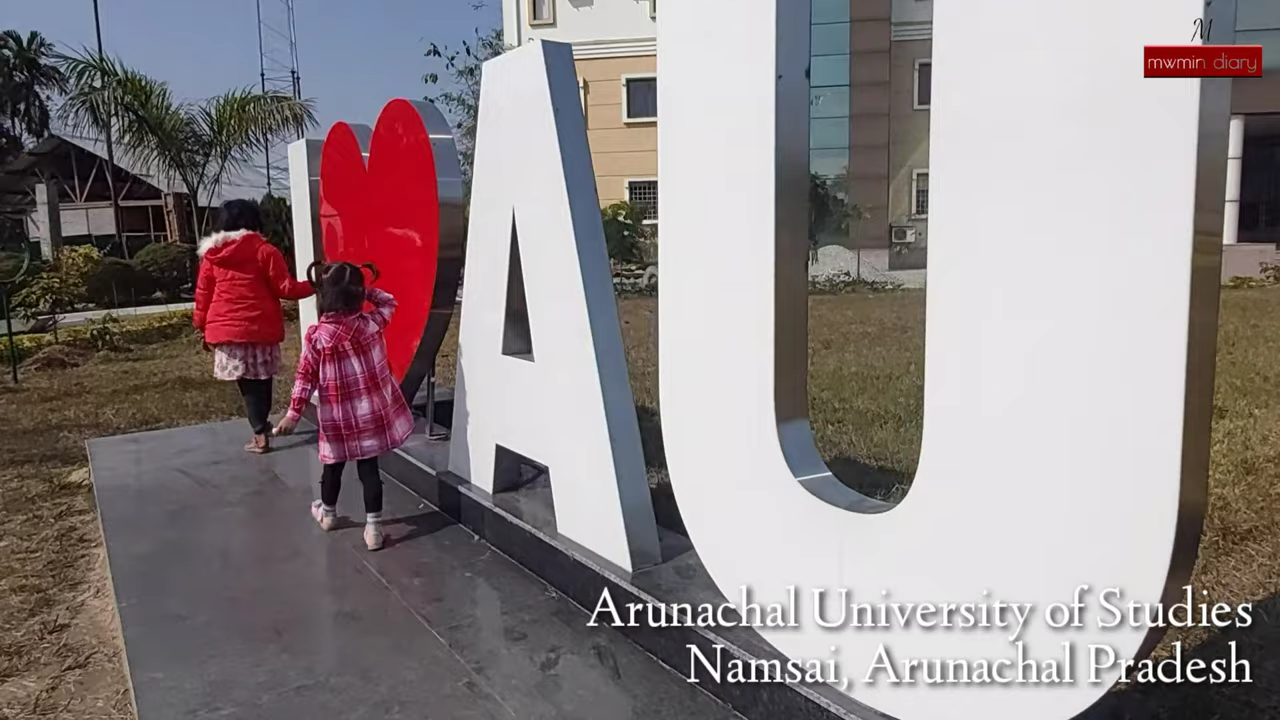 M
mwmin diary
I ❤ AU
Arunachal University of Studies
Namsai, Arunachal Pradesh